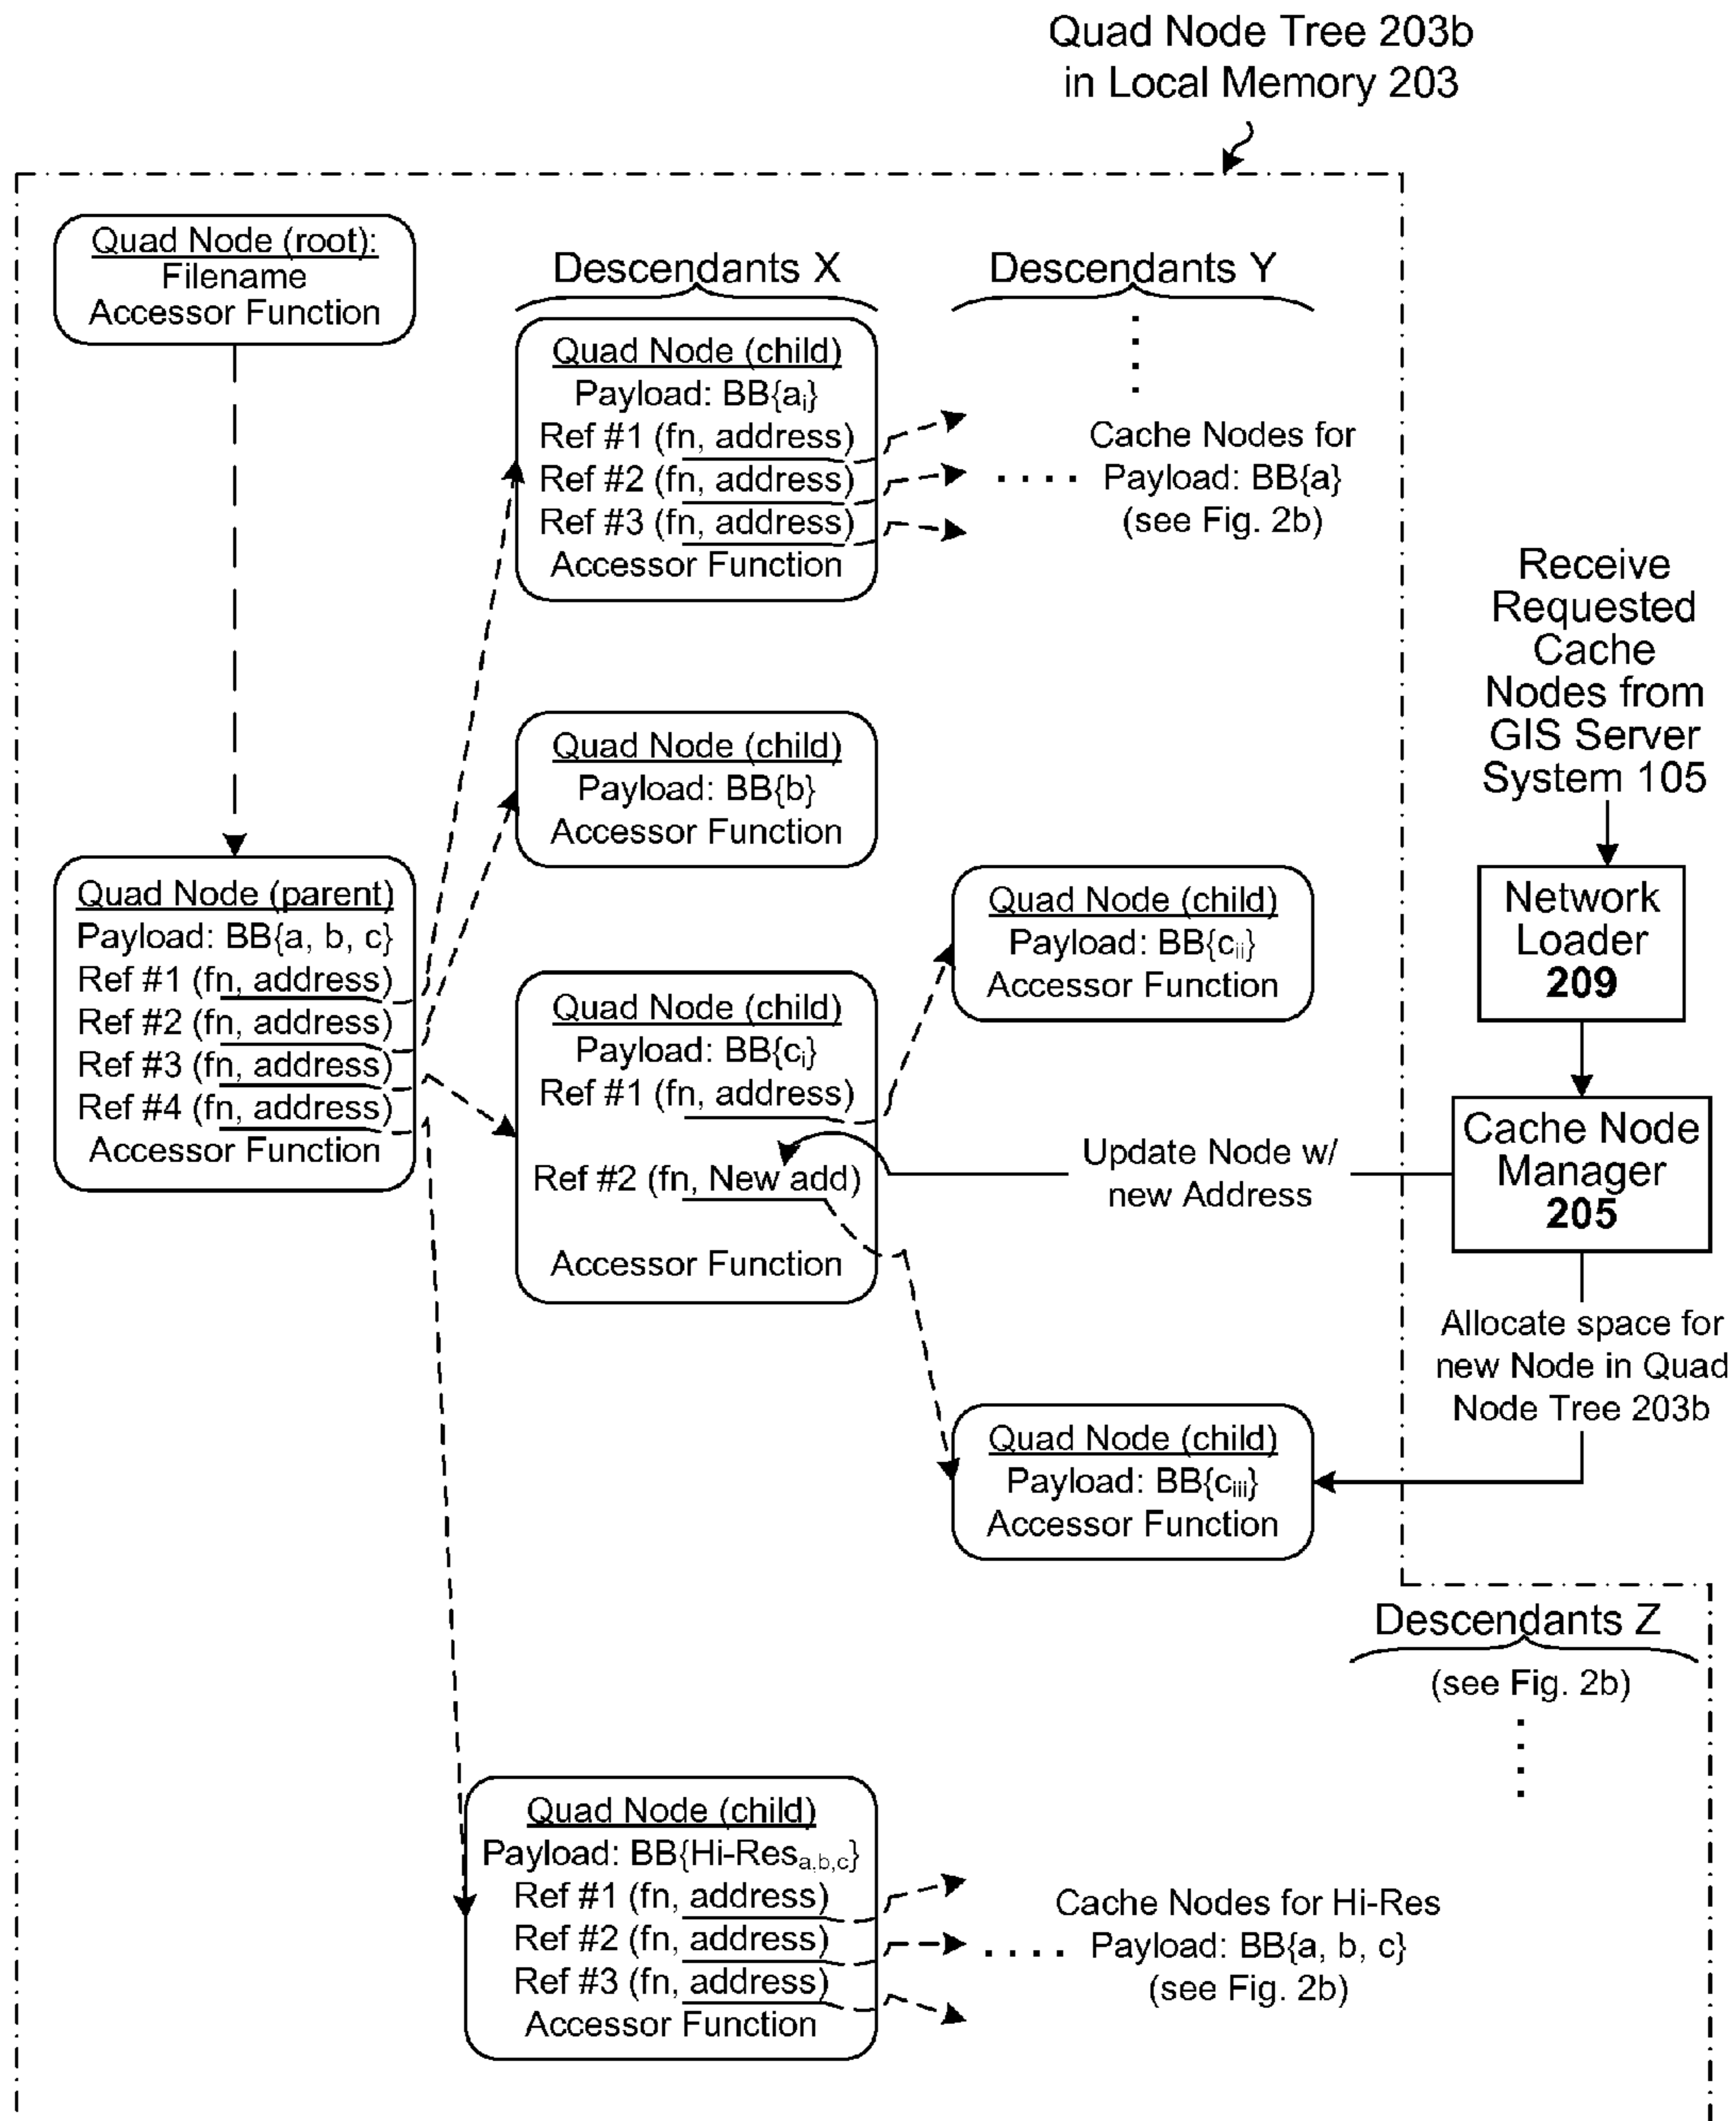 Quad Node Tree 203b
in Local Memory 203
Quad Node (root):
Filename
Accessor Function
Descendants X
Descendants Y
Quad Node (child)
Payload: BB{aᵢ}
Ref #1 (fn, address)
Ref #2 (fn, address)
Ref #3 (fn, address)
Accessor Function
Cache Nodes for
Payload: BB{a}
(see Fig. 2b)
Receive
Requested
Cache
Nodes from
GIS Server
System 105
Quad Node (child)
Payload: BB{b}
Accessor Function
Quad Node (parent)
Payload: BB{a, b, c}
Ref #1 (fn, address)
Ref #2 (fn, address)
Ref #3 (fn, address)
Ref #4 (fn, address)
Accessor Function
Quad Node (child)
Payload: BB{cᵢ}
Ref #1 (fn, address)
Ref #2 (fn, New add)
Accessor Function
Quad Node (child)
Payload: BB{cᵢᵢ}
Accessor Function
Network
Loader
209
Cache Node
Manager
205
Update Node w/
new Address
Allocate space for
new Node in Quad
Node Tree 203b
Quad Node (child)
Payload: BB{cᵢᵢᵢ}
Accessor Function
Descendants Z
(see Fig. 2b)
Quad Node (child)
Payload: BB{Hi-Res a,b,c}
Ref #1 (fn, address)
Ref #2 (fn, address)
Ref #3 (fn, address)
Accessor Function
Cache Nodes for Hi-Res
Payload: BB{a, b, c}
(see Fig. 2b)